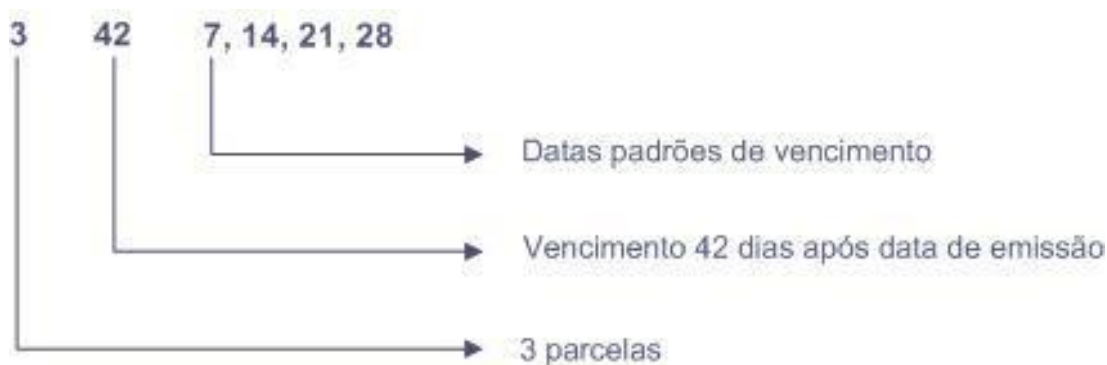 3 42 7, 14, 21, 28
Datas padrões de vencimento
Vencimento 42 dias após data de emissão
3 parcelas